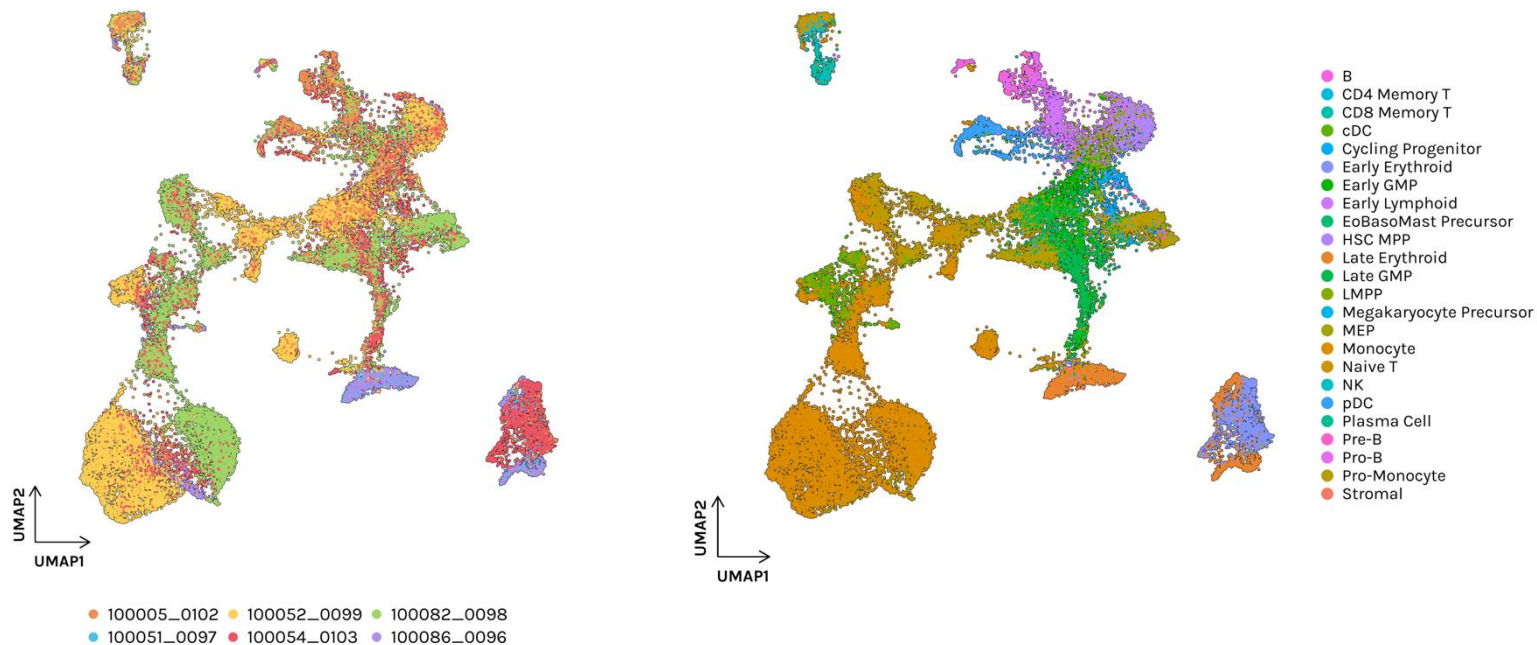 B
CD4 Memory T
CD8 Memory T
cDC
Cycling Progenitor
Early Erythroid
Early GMP
Early Lymphoid
EoBasoMast Precursor
HSC MPP
Late Erythroid
Late GMP
LMPP
Megakaryocyte Precursor
MEP
Monocyte
Naive T
NK
pDC
Plasma Cell
Pre-B
Pro-B
Pro-Monocyte
Stromal
UMAP2
UMAP1
UMAP2
UMAP1
100005_0102 100052_0099 100082_0098
100051_0097 100054_0103 100086_0096